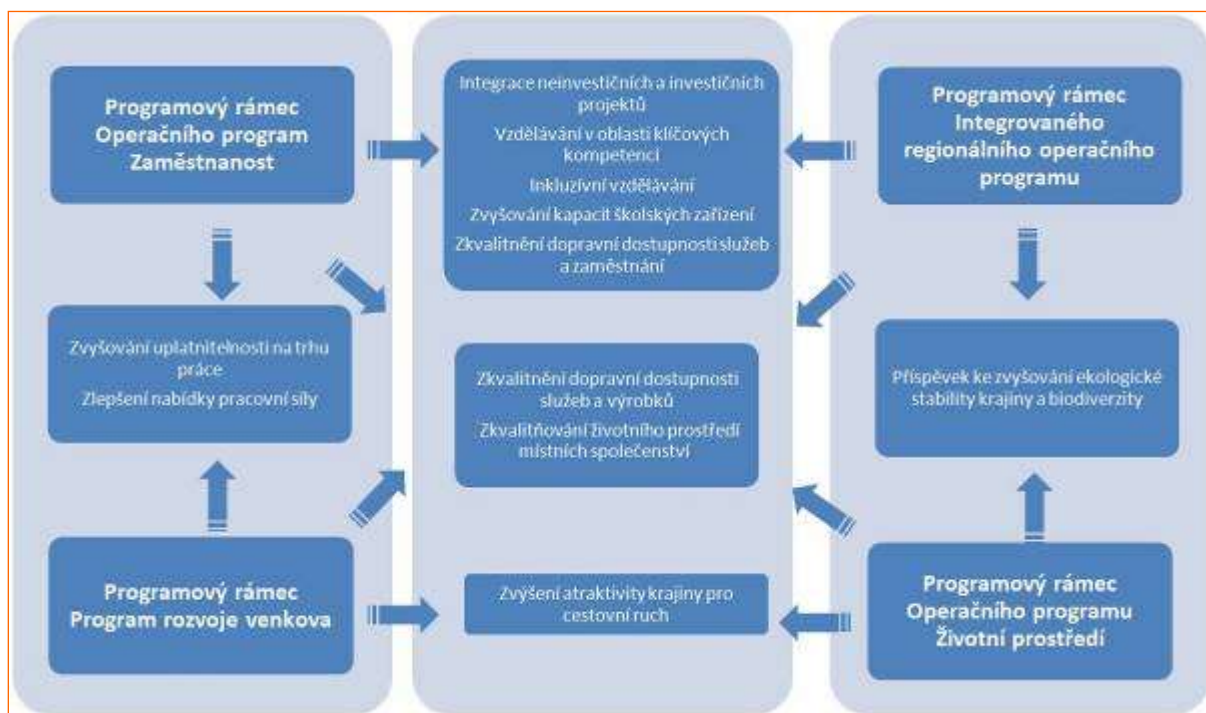 Programový rámec
Operačního program
Zaměstnanost
Zvyšování uplatnitelnosti na trhu
práce
Zlepšení nabídky pracovní síly
Programový rámec
Program rozvoje venkova
Integrace neinvestičních a investičních
projektů
Vzdělávání v oblasti klíčových
kompetencí
Inkluzívní vzdělávání
Zvyšování kapacit školských zařízení
Zkvalitnění dopravní dostupnosti služeb
a zaměstnání
Zkvalitnění dopravní dostupnosti
služeb a výrobků
Zkvalitňování životního prostředí
místních společenství
Zvýšení atraktivity krajiny pro
cestovní ruch
Programový rámec
Integrovaného
regionálního operačního
programu
Příspěvek ke zvyšování ekologické
stability krajiny a biodiverzity
Programový rámec
Operačního programu
Životní prostředí